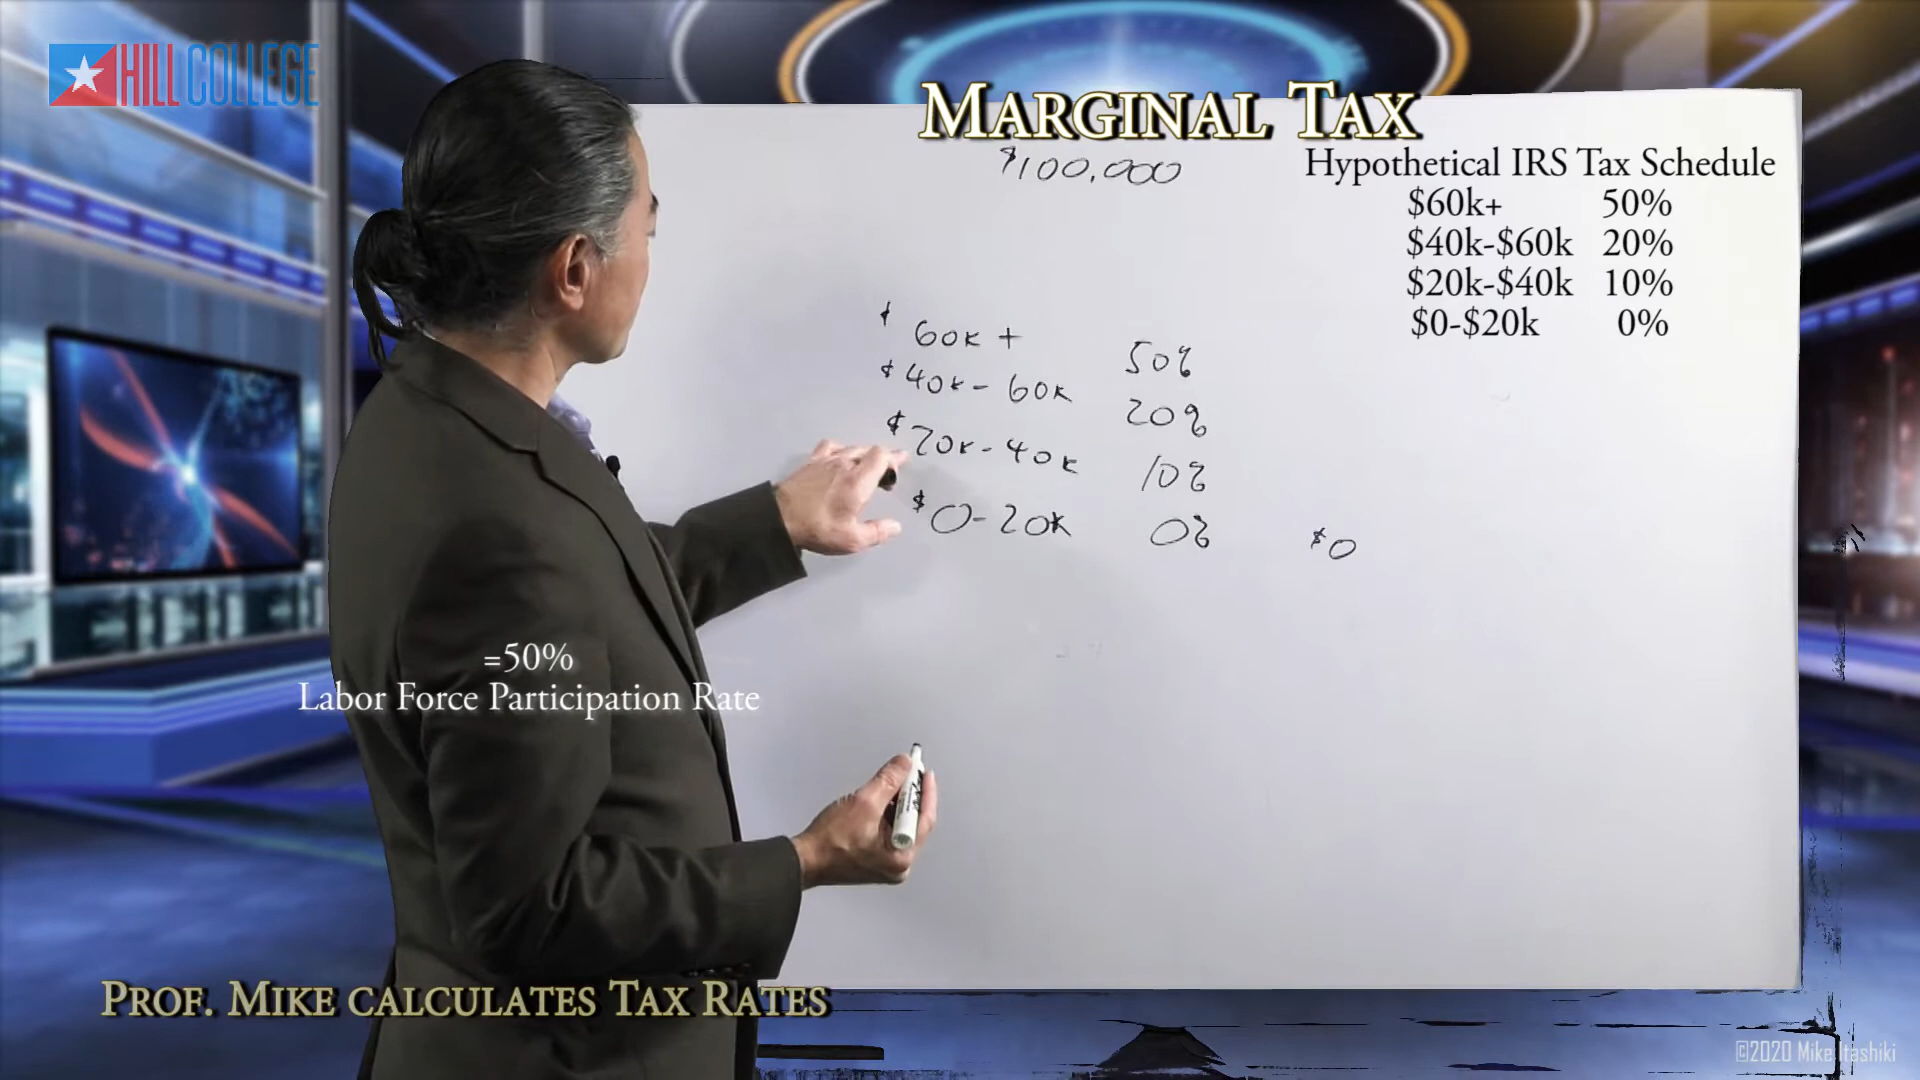 HILL COLLEGE
MARGINAL TAX
$100,000
Hypothetical IRS Tax Schedule
$60k+ 50%
$40k-$60k 20%
$20k-$40k 10%
$0-$20k 0%
$60K + 50%
$40K - 60K 20%
$20K - 40K 10%
$0 - 20K 0% $0
=50%
Labor Force Participation Rate
PROF. MIKE CALCULATES TAX RATES
©2020 Mike Itashiki